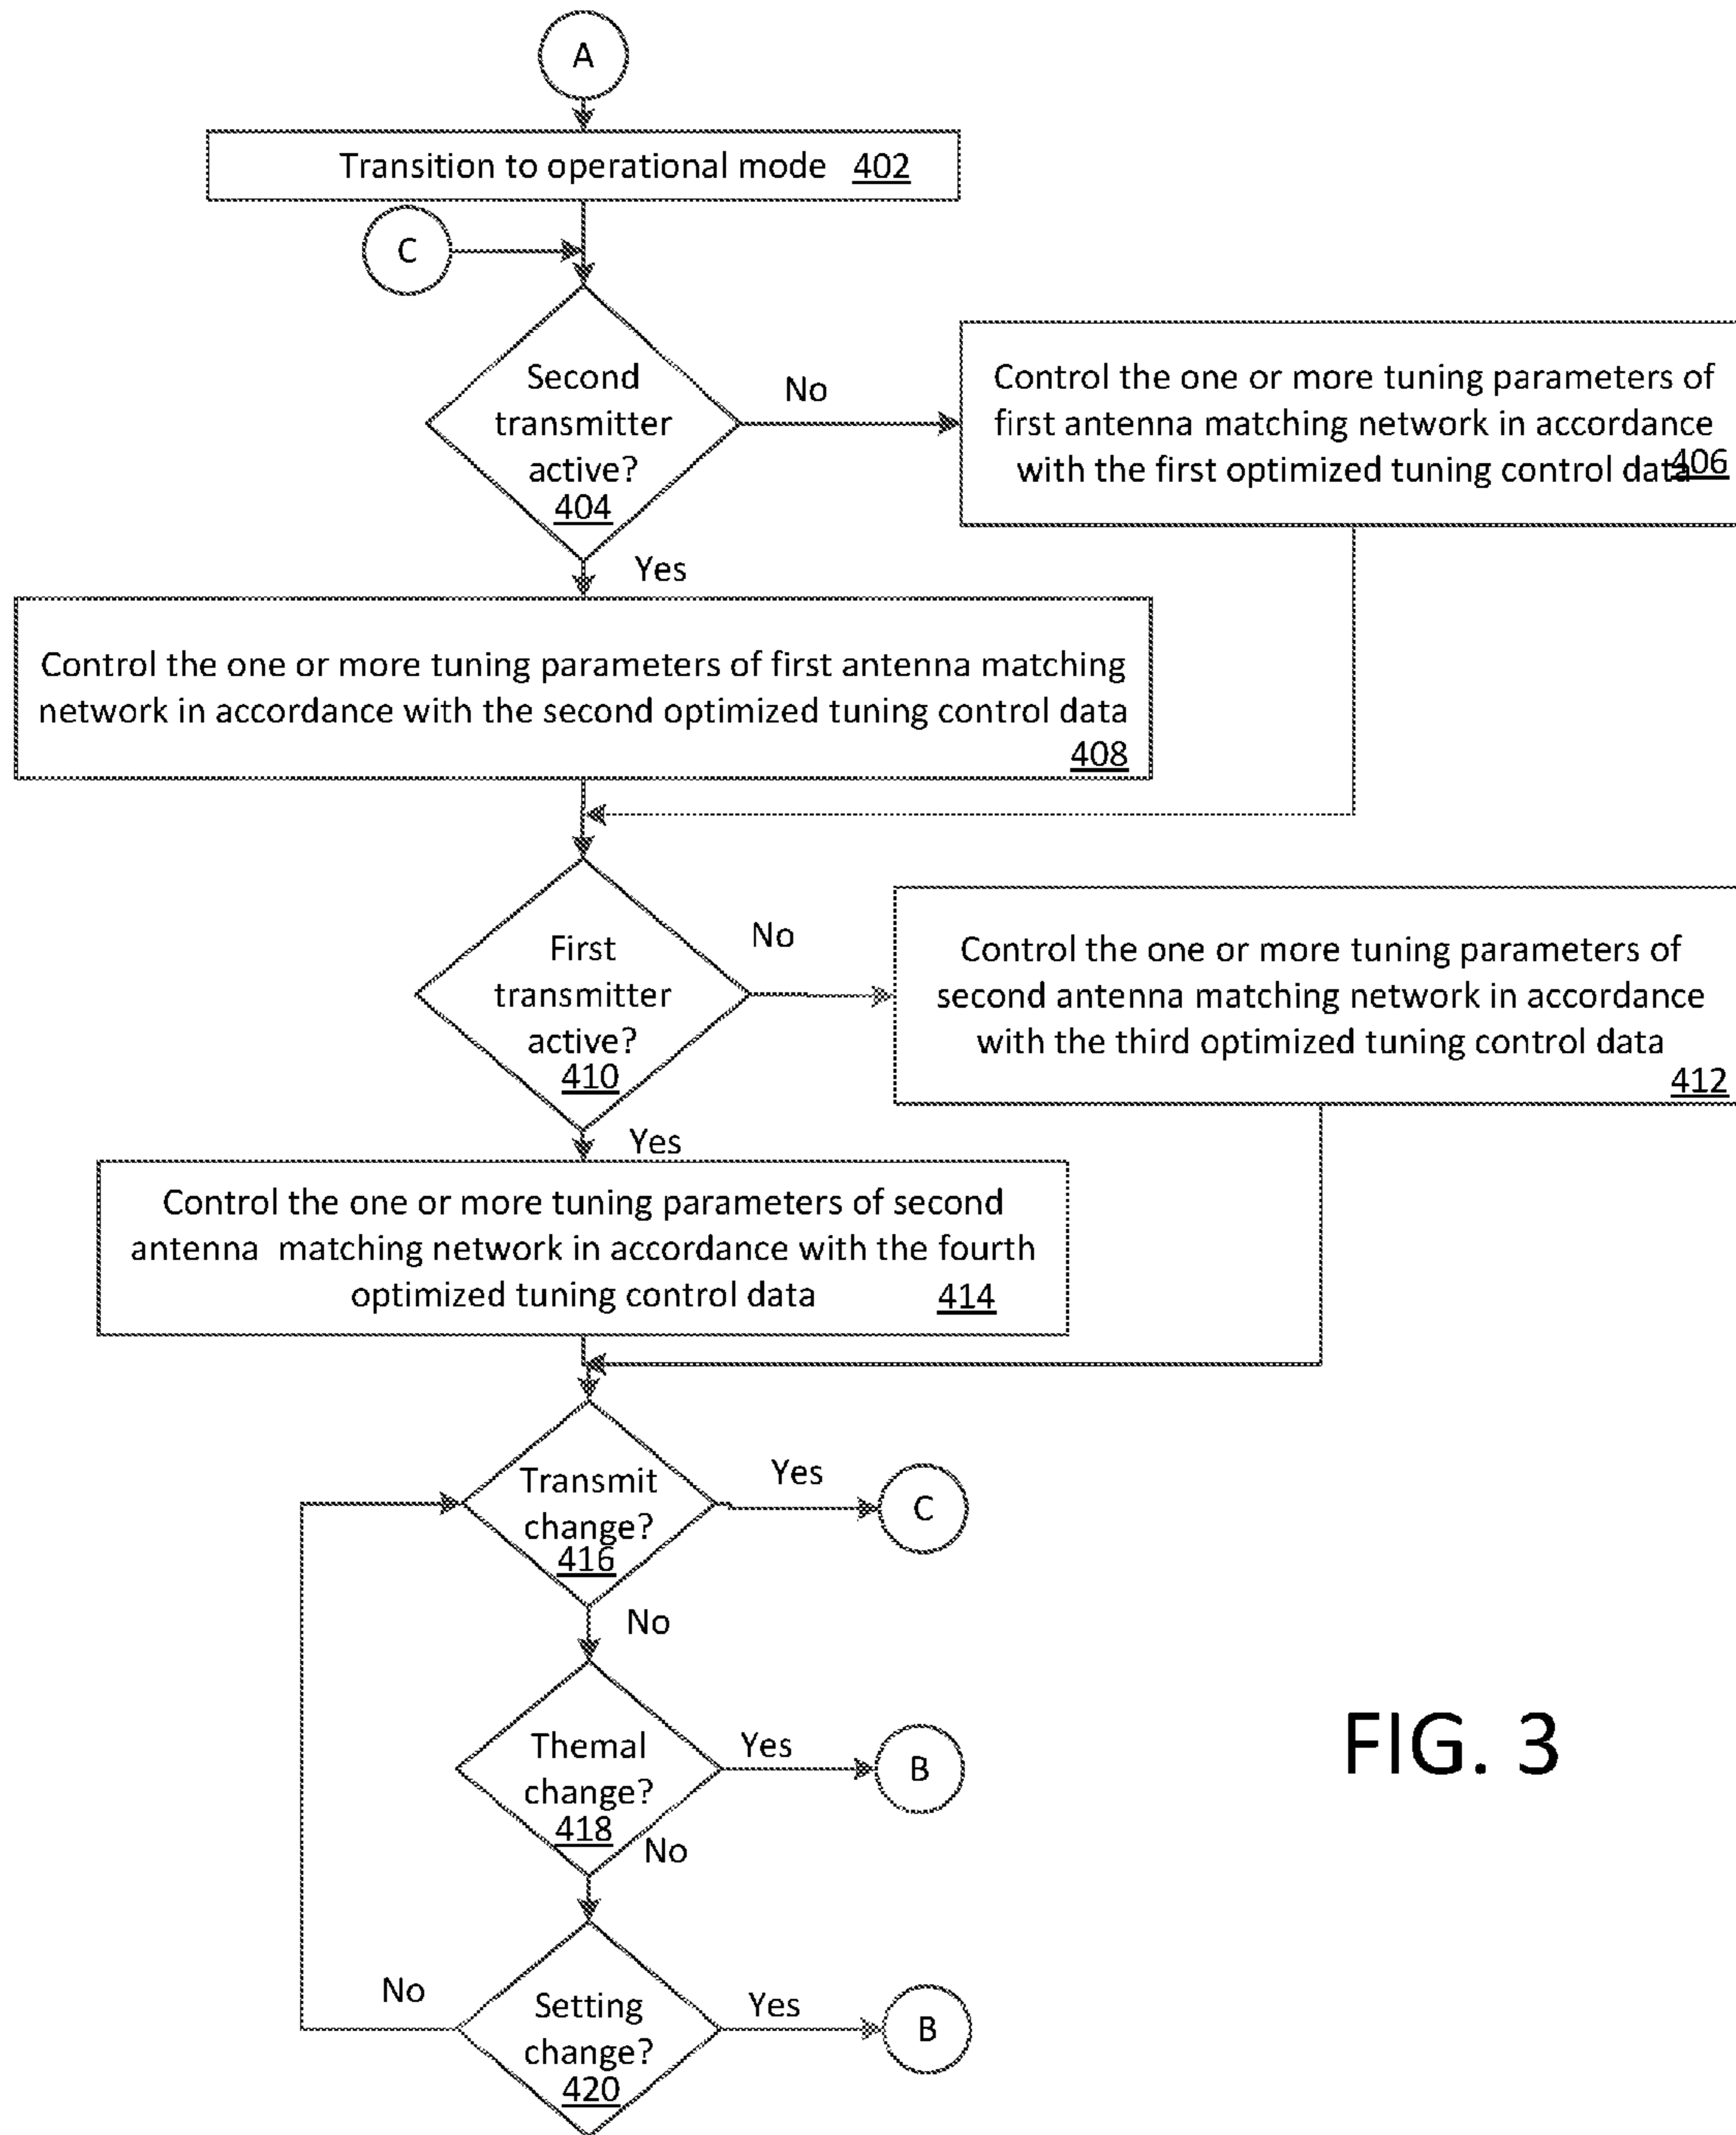 A
Transition to operational mode 402
C
Second
transmitter
active?
404
No
Control the one or more tuning parameters of
first antenna matching network in accordance
with the first optimized tuning control data 406
Yes
Control the one or more tuning parameters of first antenna matching
network in accordance with the second optimized tuning control data
408
First
transmitter
active?
410
No
Control the one or more tuning parameters of
second antenna matching network in accordance
with the third optimized tuning control data
412
Yes
Control the one or more tuning parameters of second
antenna matching network in accordance with the fourth
optimized tuning control data 414
Transmit
change?
416
Yes
C
No
Themal
change?
418
Yes
B
No
Setting
change?
420
No
Yes
B
FIG. 3